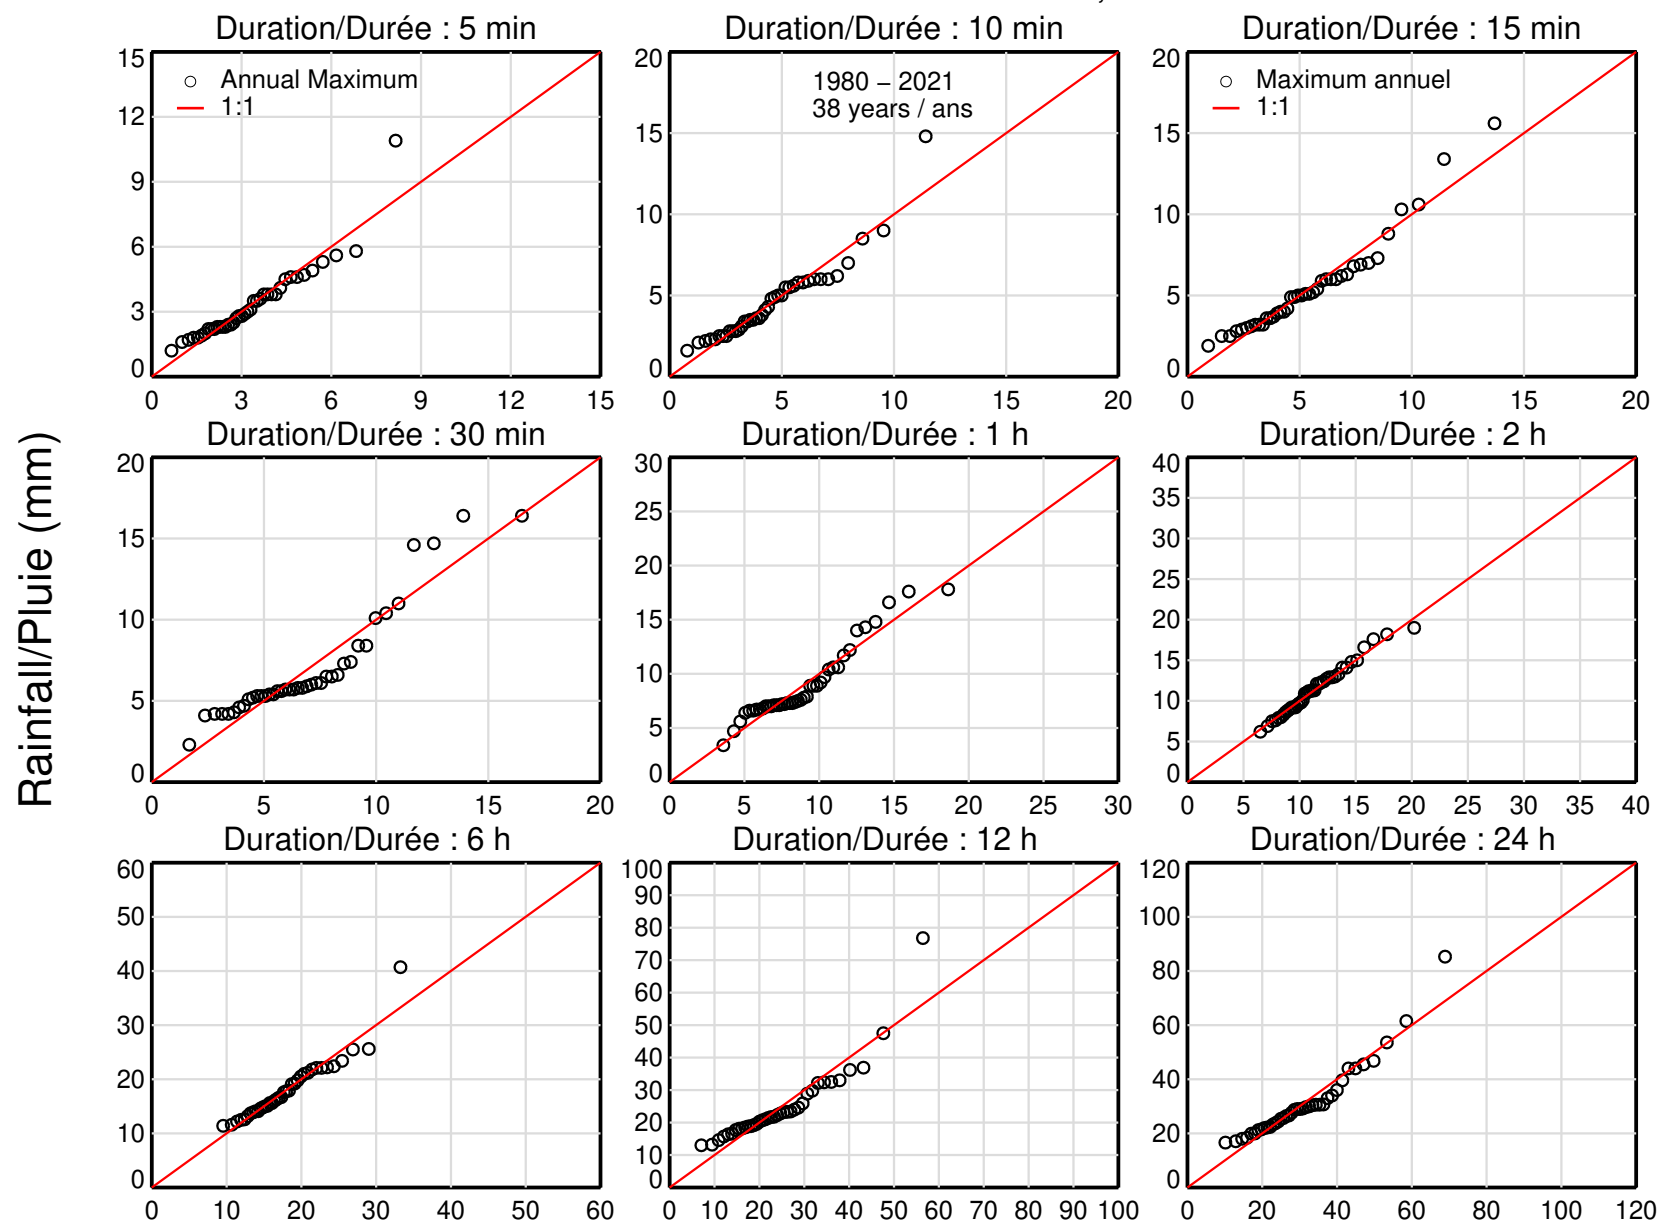 Duration/Durée : 5 min
Duration/Durée : 10 min
Duration/Durée : 15 min
15
12
9
6
3
0
Annual Maximum
1:1
0 3 6 9 12 15
20
15
10
5
0
1980 − 2021
38 years / ans
0 5 10 15 20
20
15
10
5
0
Maximum annuel
1:1
0 5 10 15 20
Rainfall/Pluie (mm)
Duration/Durée : 30 min
Duration/Durée : 1 h
Duration/Durée : 2 h
20
15
10
5
0
0 5 10 15 20
30
25
20
15
10
5
0
0 5 10 15 20 25 30
40
35
30
25
20
15
10
5
0
0 5 10 15 20 25 30 35 40
Duration/Durée : 6 h
Duration/Durée : 12 h
Duration/Durée : 24 h
60
50
40
30
20
10
0
0 10 20 30 40 50 60
100
90
80
70
60
50
40
30
20
10
0
0 10 20 30 40 50 60 70 80 90 100
120
100
80
60
40
20
0
0 20 40 60 80 100 120